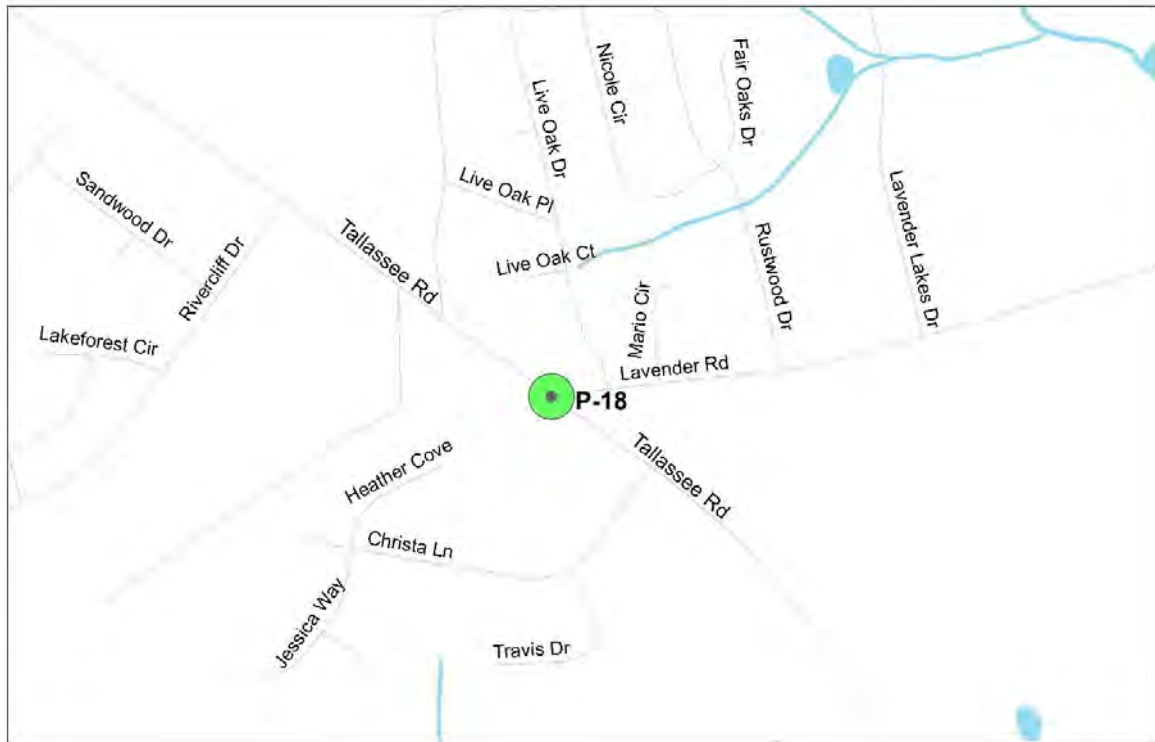 Nicole Cir
Fair Oaks Dr
Live Oak Dr
Sandwood Dr
Live Oak Pl
Lavender Lakes Dr
Tallassee Rd
Rivercliff Dr
Live Oak Ct
Rustwood Dr
Mario Cir
Lakeforest Cir
Lavender Rd
P-18
Heather Cove
Tallassee Rd
Christa Ln
Jessica Way
Travis Dr